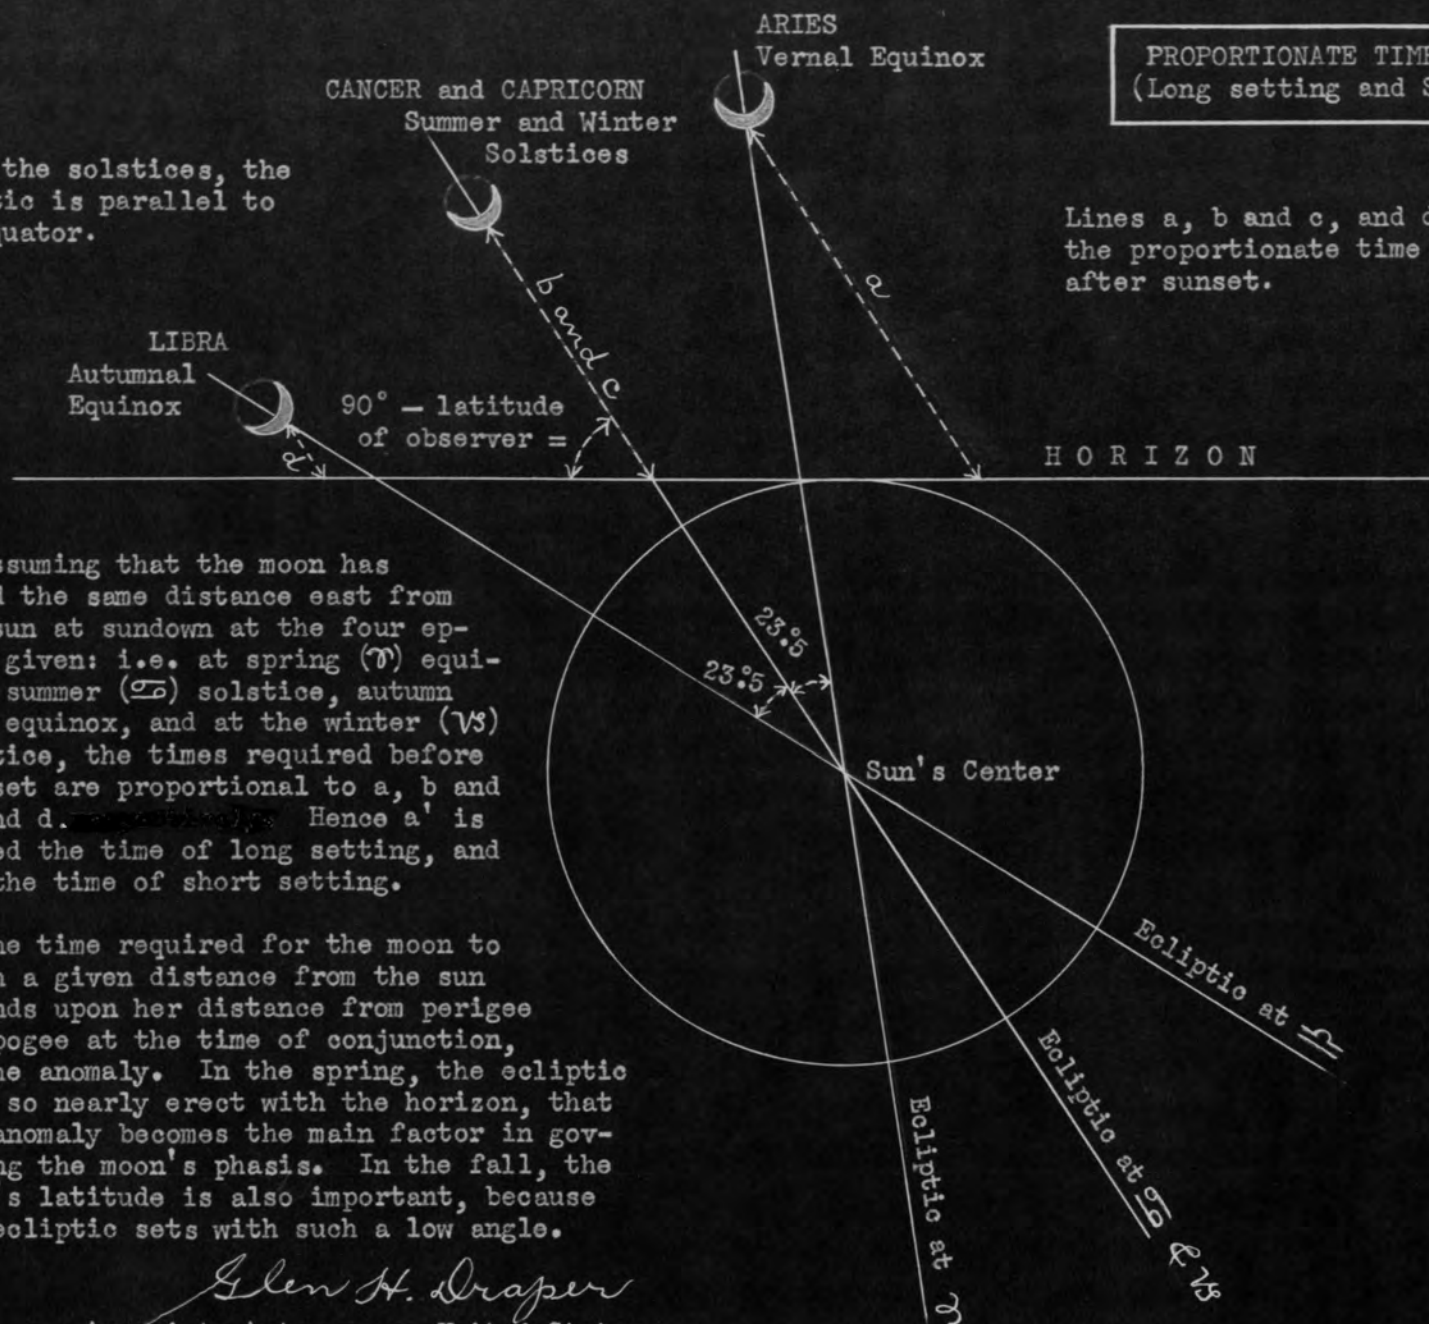 ARIES
Vernal Equinox
PROPORTIONATE TIME
(Long setting and S
CANCER and CAPRICORN
Summer and Winter
Solstices
the solstices, the
tic is parallel to
quator.
Lines a, b and c, and d
the proportionate time
after sunset.
b and c
a
LIBRA
Autumnal
Equinox
90° — latitude
of observer =
d
HORIZON
ssuming that the moon has
d the same distance east from
sun at sundown at the four ep-
given: i.e. at spring (♈) equi-
summer (♋) solstice, autumn
equinox, and at the winter (♑)
tice, the times required before
set are proportional to a, b and
nd d. Hence a' is
ed the time of long setting, and
the time of short setting.
23°.5
23°.5
Sun's Center
he time required for the moon to
n a given distance from the sun
nds upon her distance from perigee
pogee at the time of conjunction,
he anomaly. In the spring, the ecliptic
so nearly erect with the horizon, that
anomaly becomes the main factor in gov-
ng the moon's phasis. In the fall, the
s latitude is also important, because
ecliptic sets with such a low angle.
Ecliptic at ♎
Ecliptic at ♋ & ♑
Ecliptic at ♈
Glen H. Draper